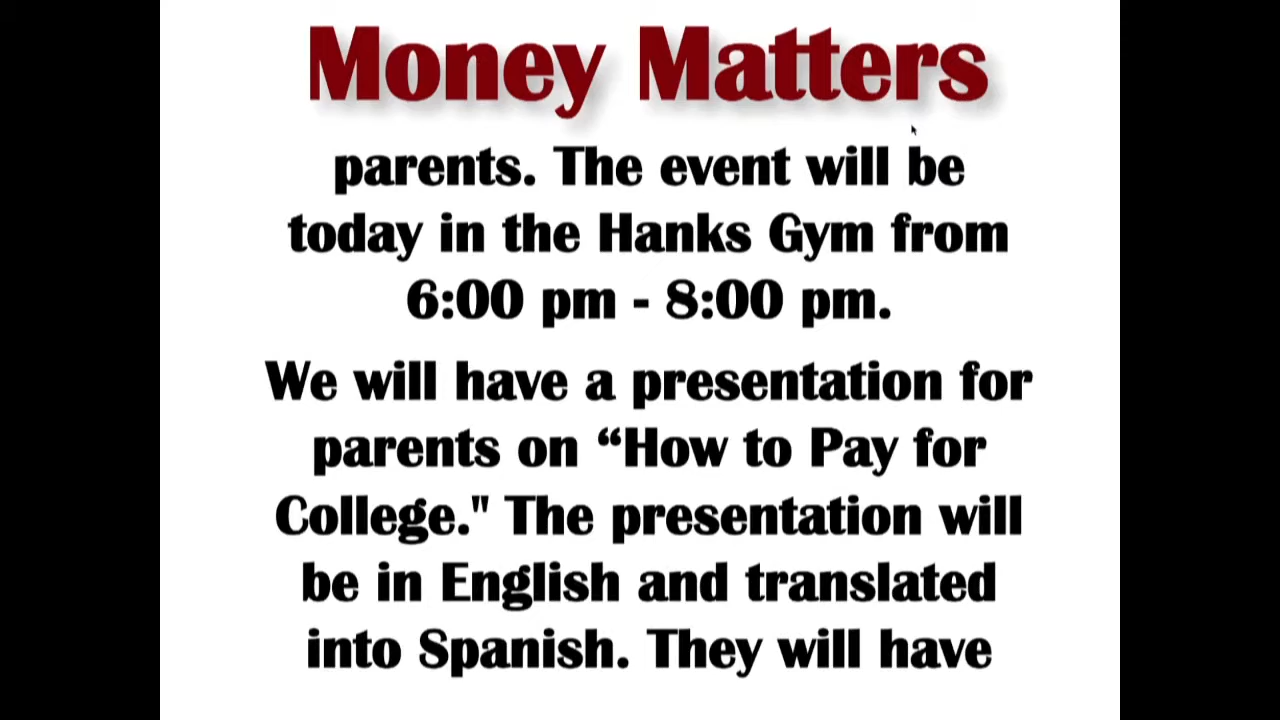 Money Matters
parents. The event will be
today in the Hanks Gym from
6:00 pm - 8:00 pm.
We will have a presentation for
parents on “How to Pay for
College." The presentation will
be in English and translated
into Spanish. They will have